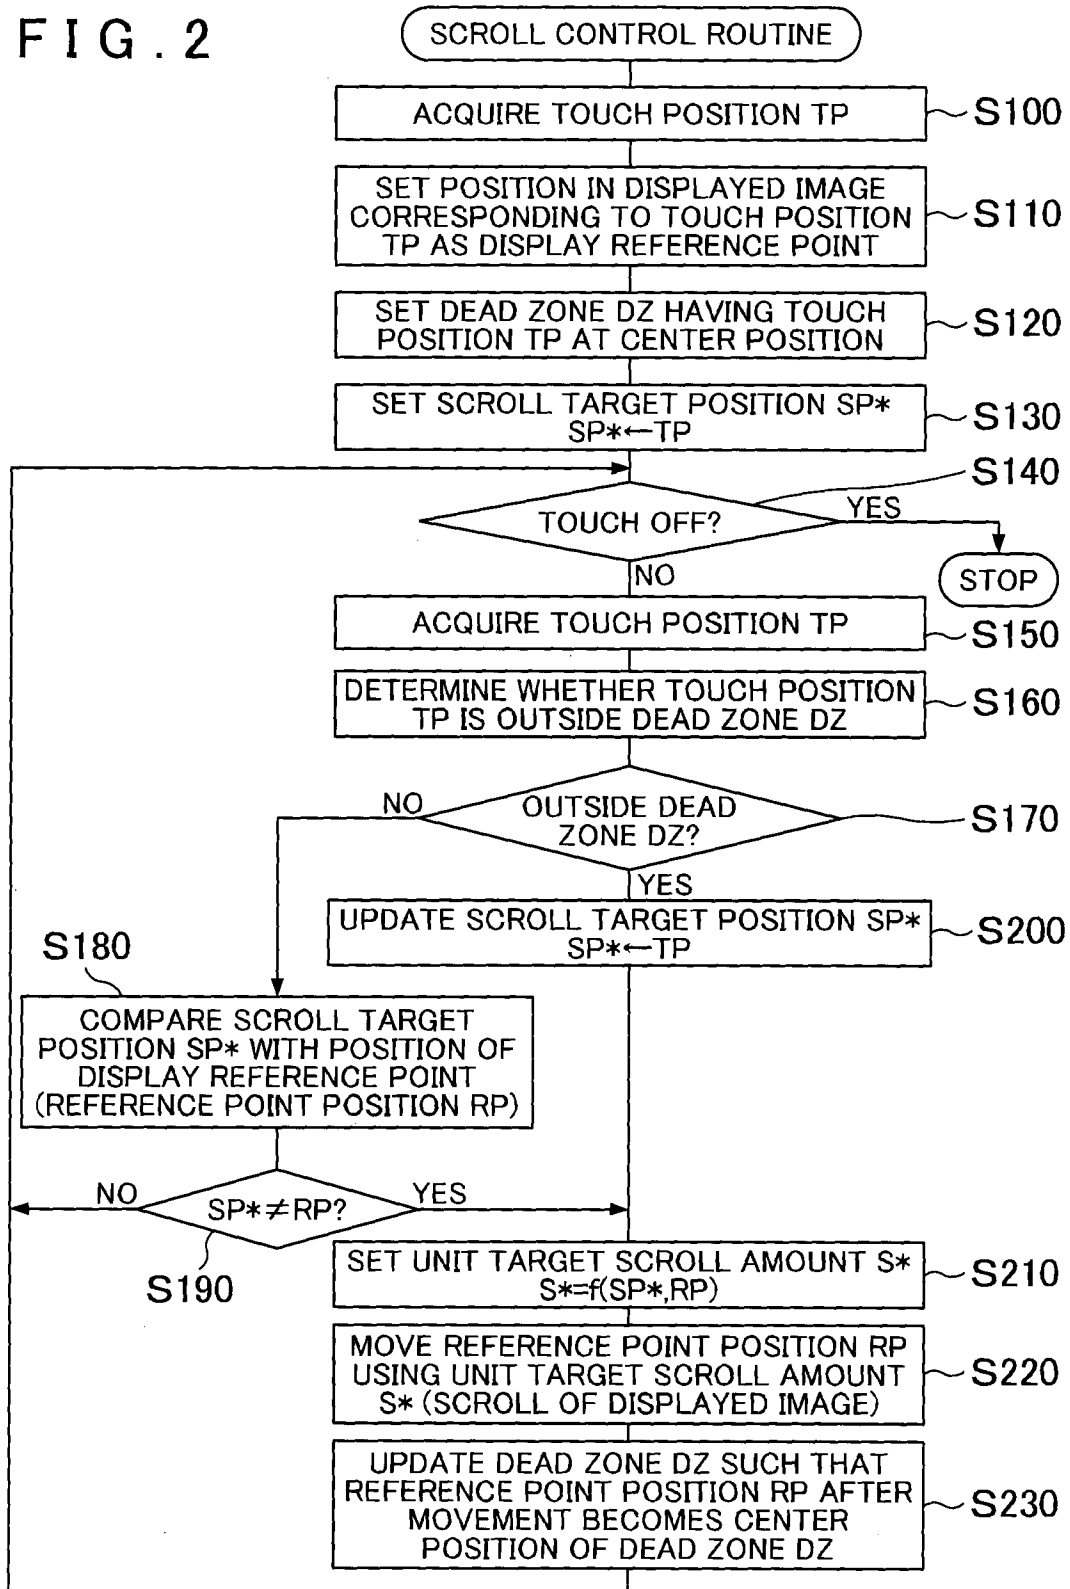 FIG.2
SCROLL CONTROL ROUTINE
ACQUIRE TOUCH POSITION TP
S100
SET POSITION IN DISPLAYED IMAGE
CORRESPONDING TO TOUCH POSITION
TP AS DISPLAY REFERENCE POINT
S110
SET DEAD ZONE DZ HAVING TOUCH
POSITION TP AT CENTER POSITION
S120
SET SCROLL TARGET POSITION SP*
SP*←TP
S130
S140
TOUCH OFF?
YES
NO
STOP
ACQUIRE TOUCH POSITION TP
S150
DETERMINE WHETHER TOUCH POSITION
TP IS OUTSIDE DEAD ZONE DZ
S160
NO
OUTSIDE DEAD
ZONE DZ?
S170
YES
UPDATE SCROLL TARGET POSITION SP*
SP*←TP
S200
S180
COMPARE SCROLL TARGET
POSITION SP* WITH POSITION OF
DISPLAY REFERENCE POINT
(REFERENCE POINT POSITION RP)
NO
SP*≠RP?
YES
S190
SET UNIT TARGET SCROLL AMOUNT S*
S*=f(SP*,RP)
S210
MOVE REFERENCE POINT POSITION RP
USING UNIT TARGET SCROLL AMOUNT
S* (SCROLL OF DISPLAYED IMAGE)
S220
UPDATE DEAD ZONE DZ SUCH THAT
REFERENCE POINT POSITION RP AFTER
MOVEMENT BECOMES CENTER
POSITION OF DEAD ZONE DZ
S230